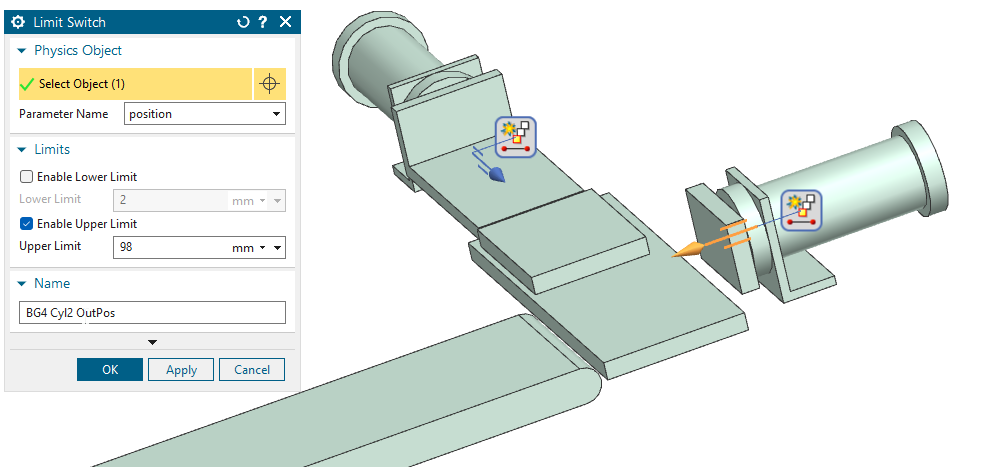 Limit Switch ?
Physics Object
Select Object (1)
Parameter Name position
Limits
Enable Lower Limit
Lower Limit 2 mm
Enable Upper Limit
Upper Limit 98 mm
Name
BG4 Cyl2 OutPos
OK Apply Cancel